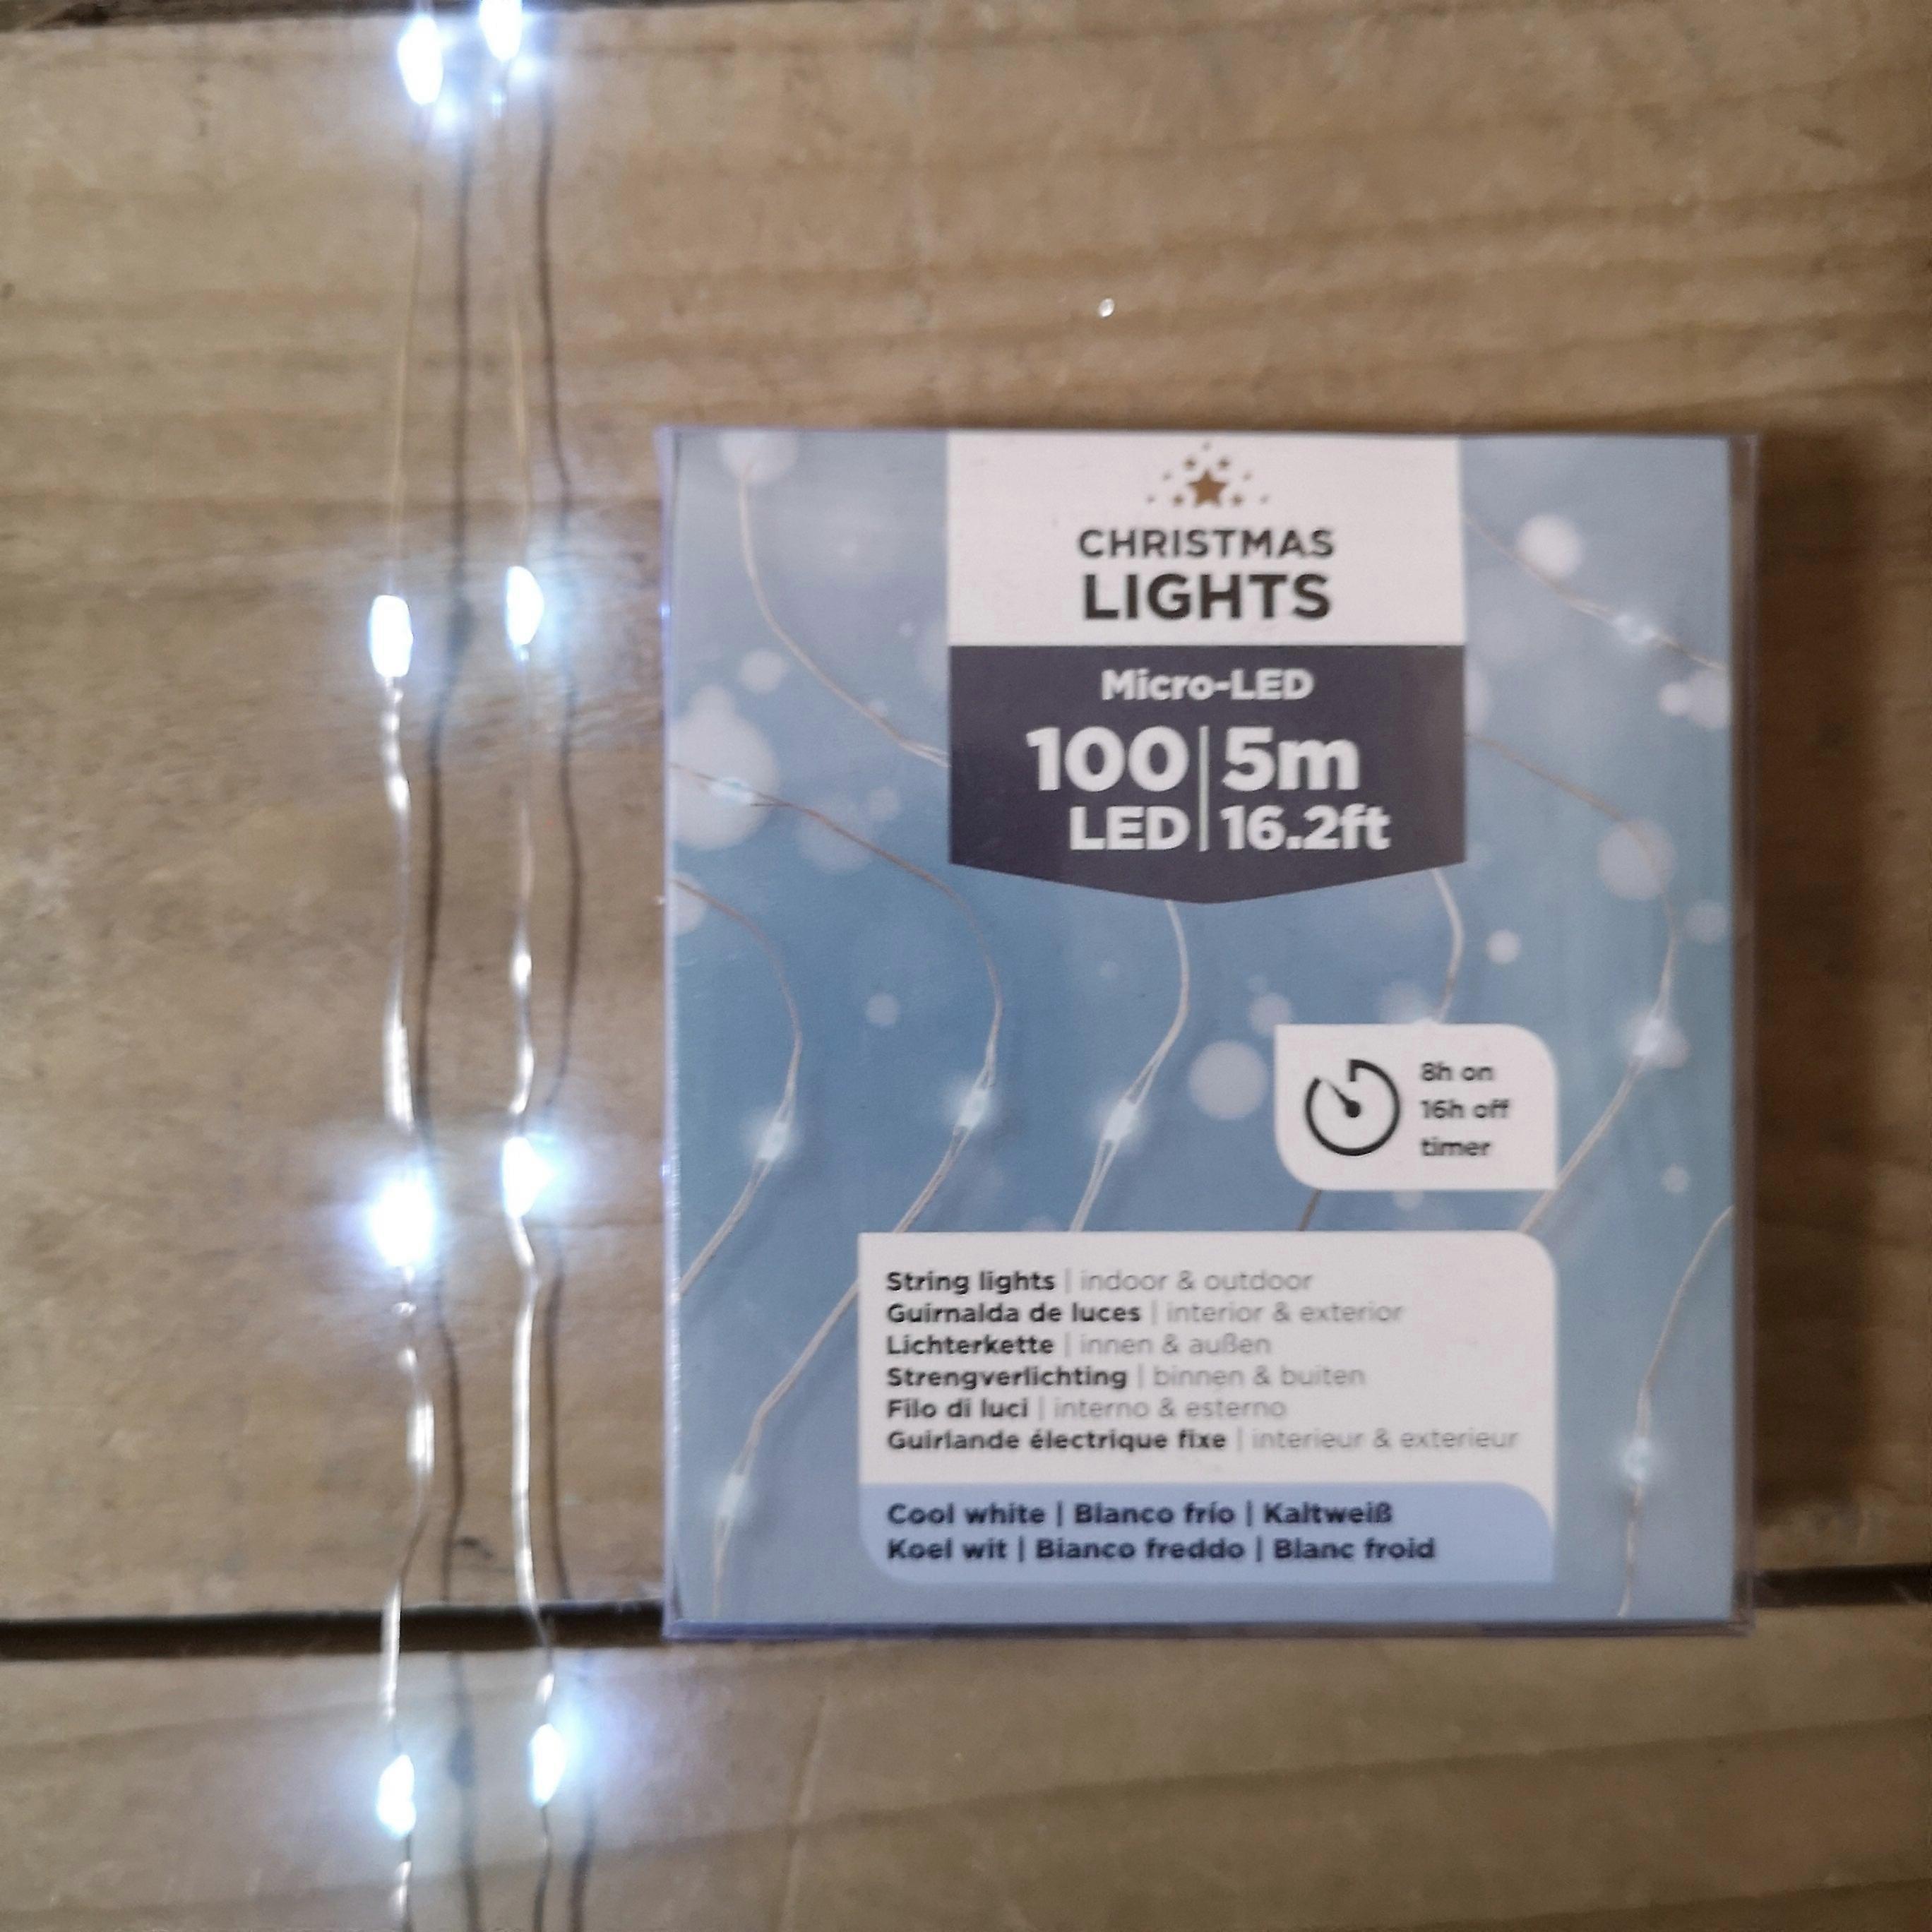 CHRISTMAS
LIGHTS
Micro-LED
100 LED | 5m 16.2ft
8h on
16h off
timer
String lights | indoor & outdoor
Guirnalda de luces | interior & exterior
Lichterkette | innen & außen
Strengverlichting | binnen & buiten
Filo di luci | interno & esterno
Guirlande électrique fixe | interieur & exterieur
Cool white | Blanco frío | Kaltweiß
Koel wit | Bianco freddo | Blanc froid